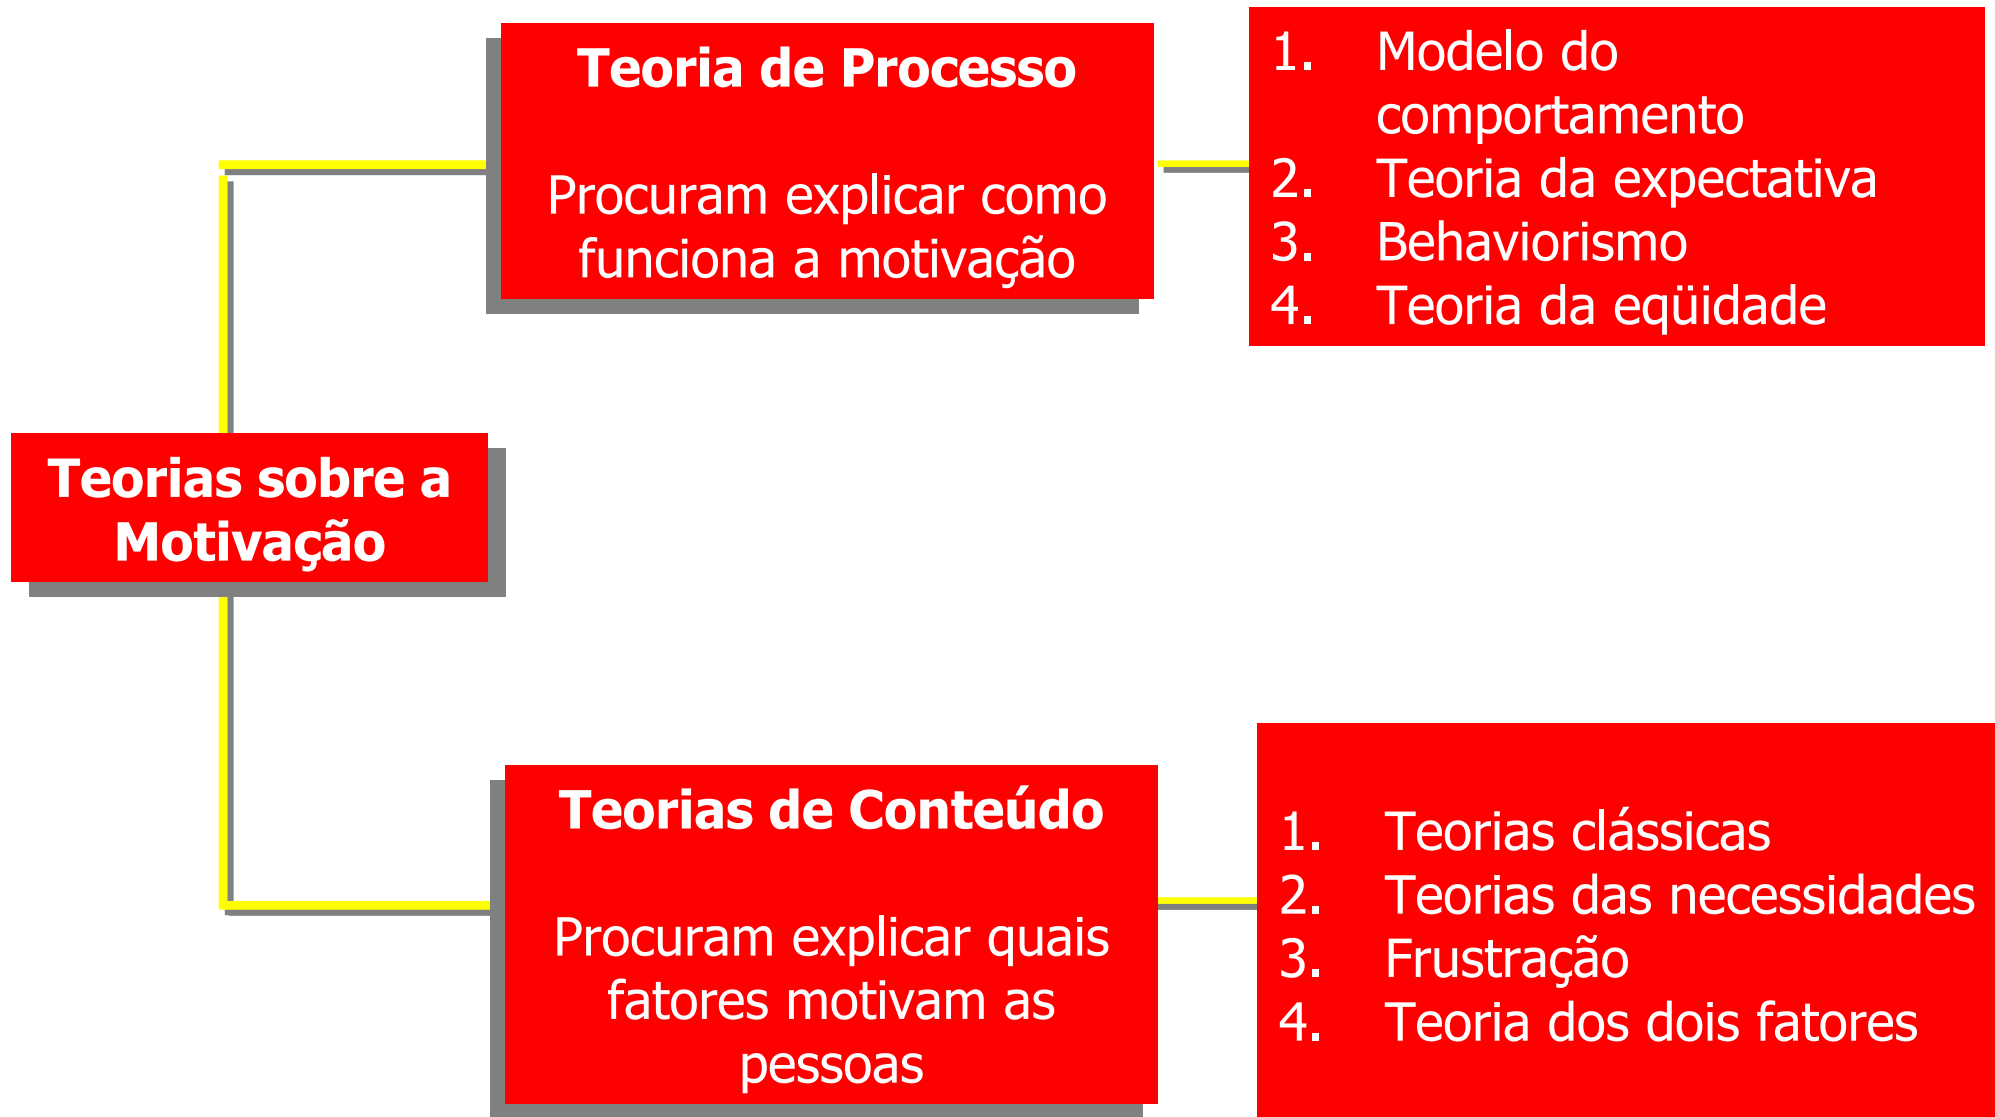 Teoria de Processo
Procuram explicar como
funciona a motivação
1. Modelo do
comportamento
2. Teoria da expectativa
3. Behaviorismo
4. Teoria da eqüidade
Teorias sobre a
Motivação
Teorias de Conteúdo
Procuram explicar quais
fatores motivam as
pessoas
1. Teorias clássicas
2. Teorias das necessidades
3. Frustração
4. Teoria dos dois fatores